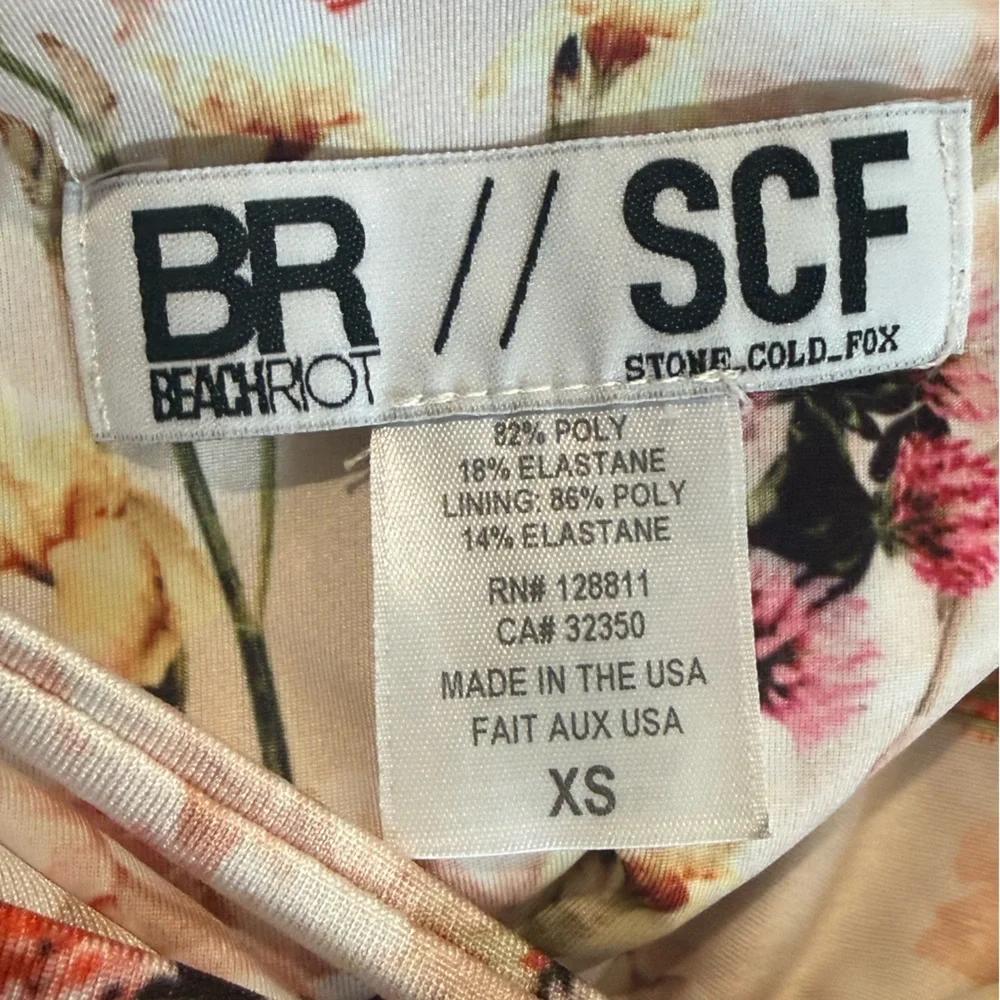 BR // SCF
BEACHRIOT STONE_COLD_FOX
82% POLY
18% ELASTANE
LINING: 86% POLY
14% ELASTANE
RN# 128811
CA# 32350
MADE IN THE USA
FAIT AUX USA
XS